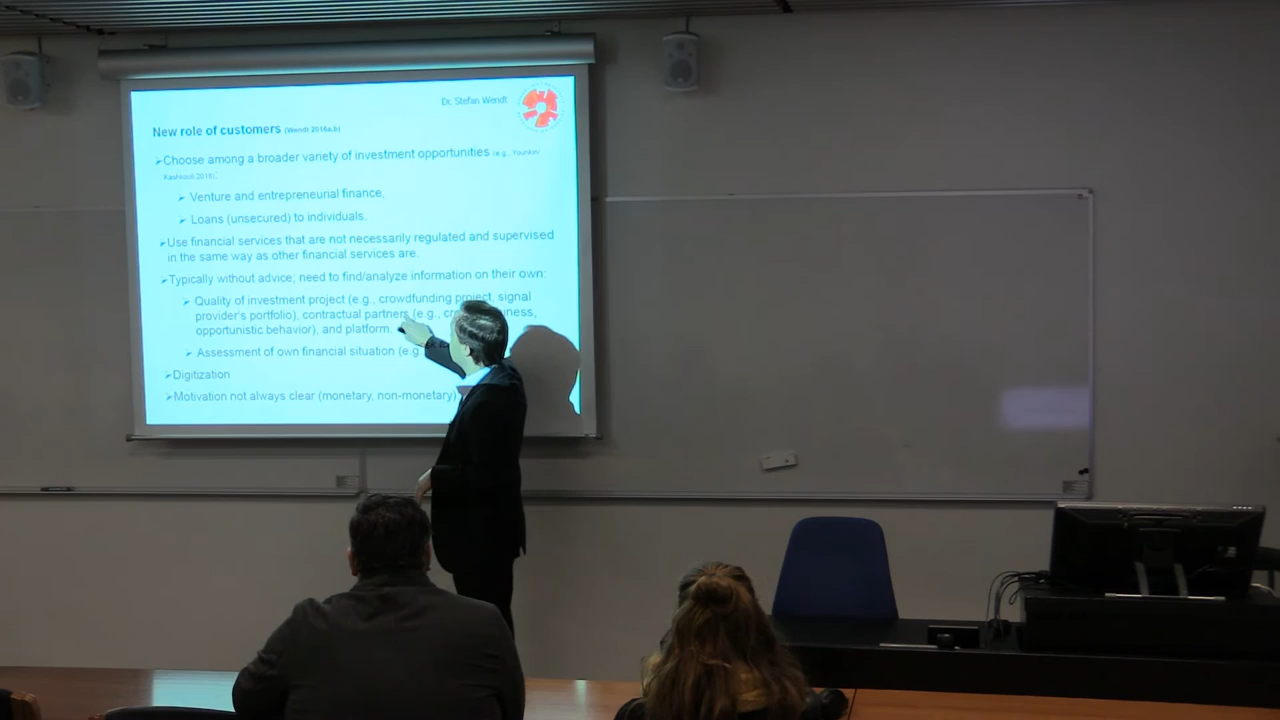 Dr. Stefan Wendt
New role of customers (Wendt 2016a,b)
➢Choose among a broader variety of investment opportunities (e.g., Younkin/
Kashkooli 2016):
➢ Venture and entrepreneurial finance,
➢ Loans (unsecured) to individuals.
➢Use financial services that are not necessarily regulated and supervised
in the same way as other financial services are.
➢Typically without advice; need to find/analyze information on their own:
➢ Quality of investment project (e.g., crowdfunding project, signal
provider's portfolio), contractual partners (e.g.,
opportunistic behavior), and platform.
➢ Assessment of own financial situation (e.g.
➢Digitization
➢Motivation not always clear (monetary, non-monetary)